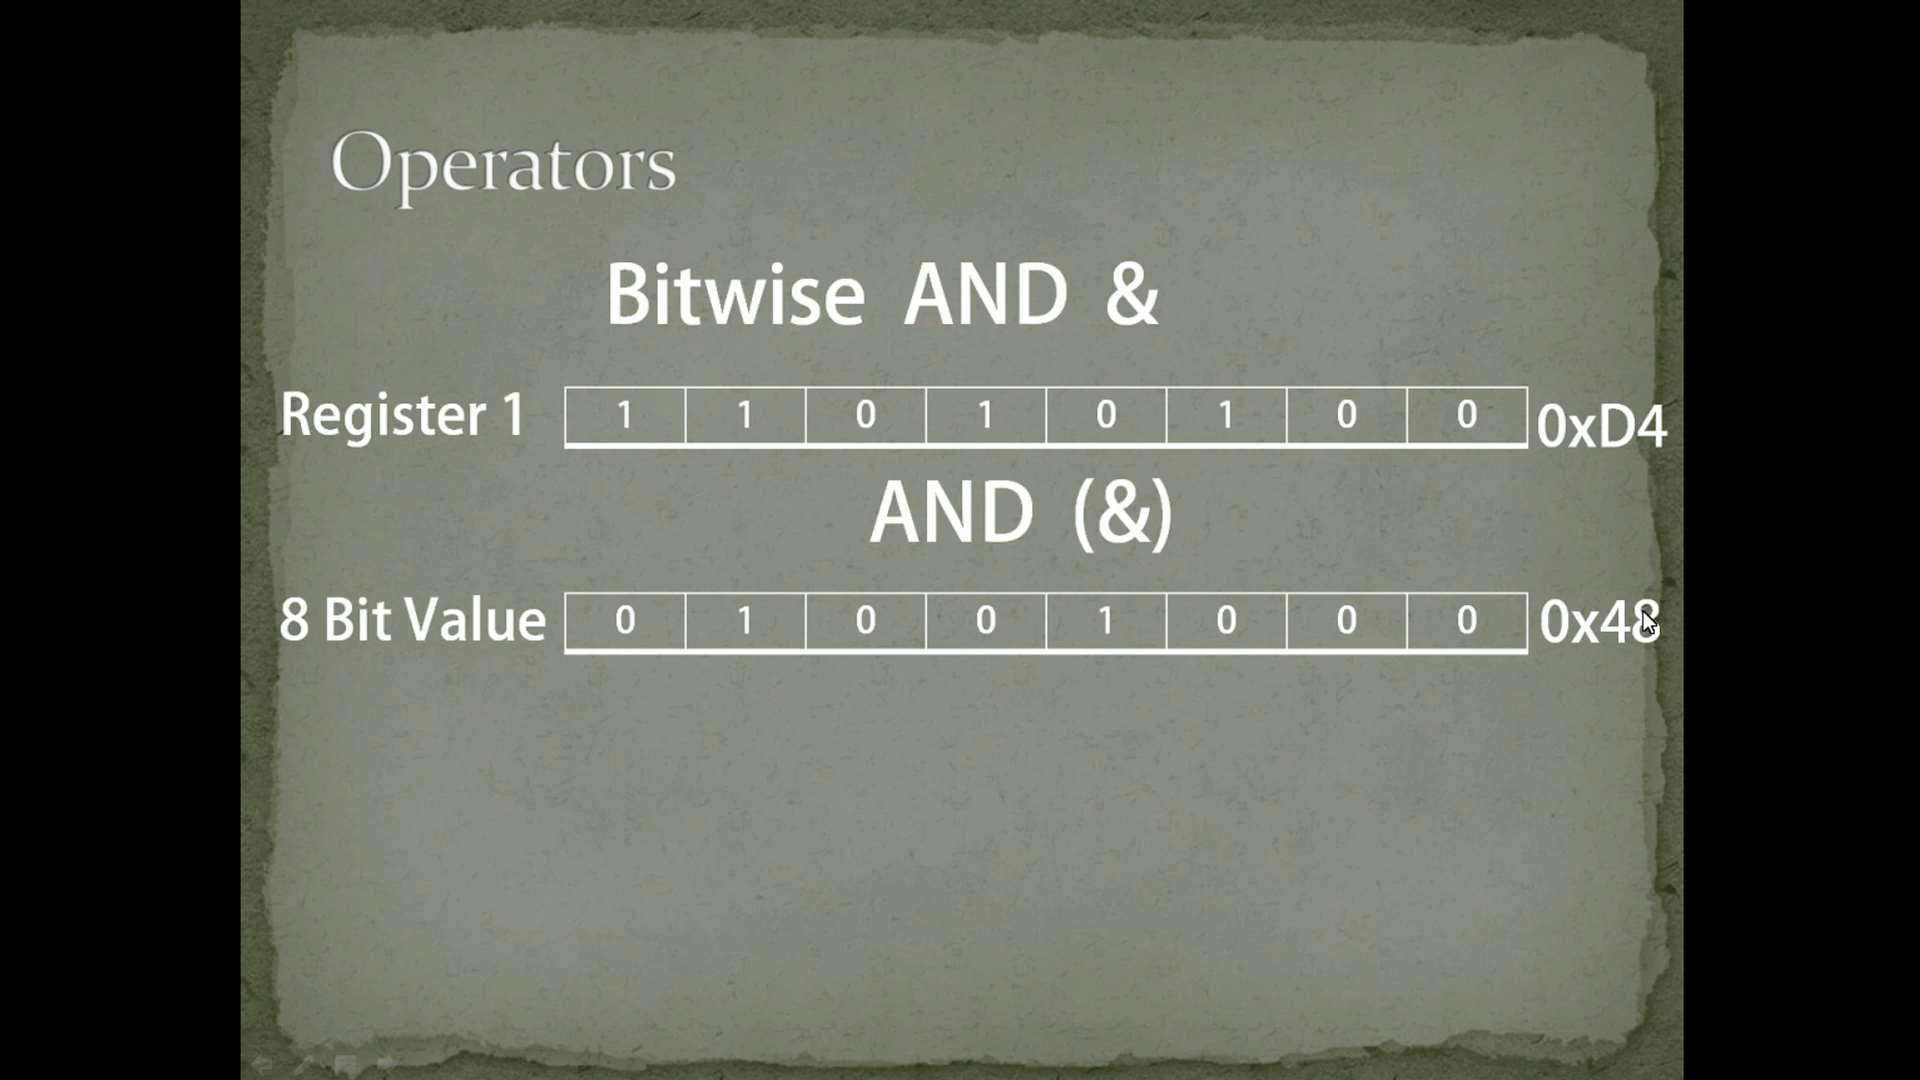 Operators
Bitwise AND &
Register 1 1 1 0 1 0 1 0 0 0xD4
AND (&)
8 Bit Value 0 1 0 0 1 0 0 0 0x48